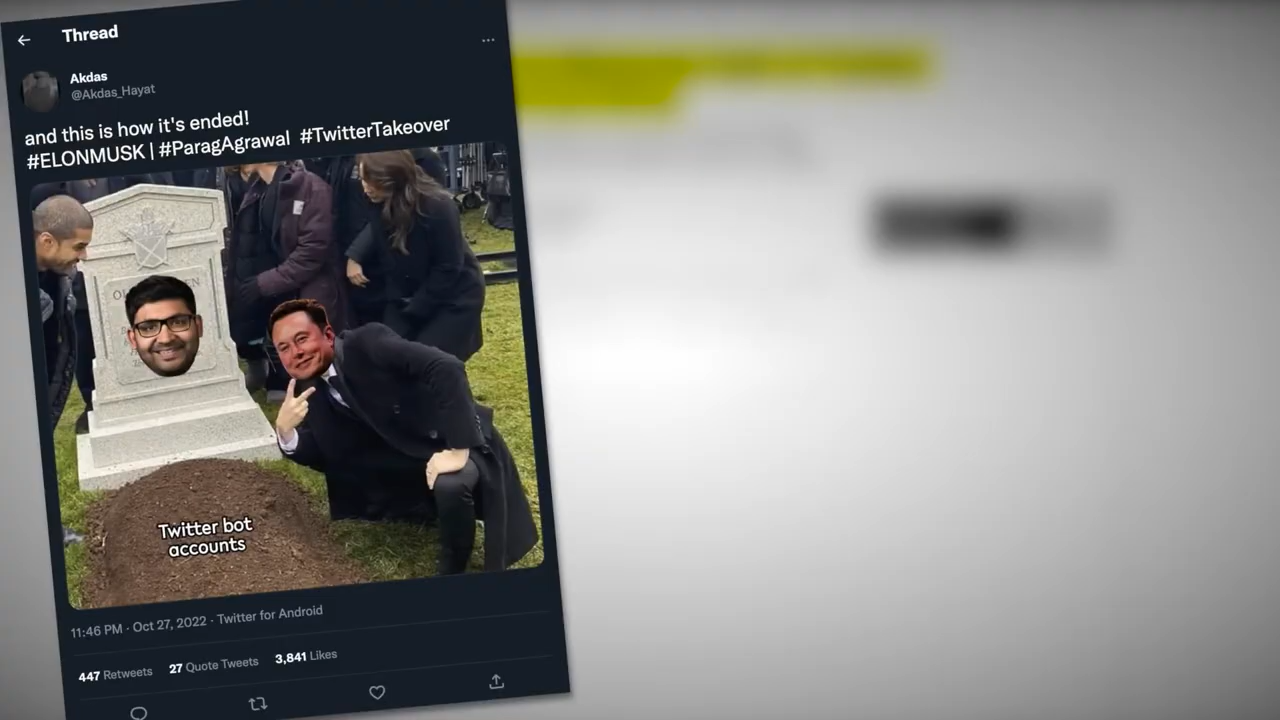 Thread
Akdas
@Akdas_Hayat
and this is how it's ended!
#ELONMUSK | #ParagAgrawal #TwitterTakeover
Twitter bot
accounts
11:46 PM · Oct 27, 2022 · Twitter for Android
447 Retweets 27 Quote Tweets 3,841 Likes